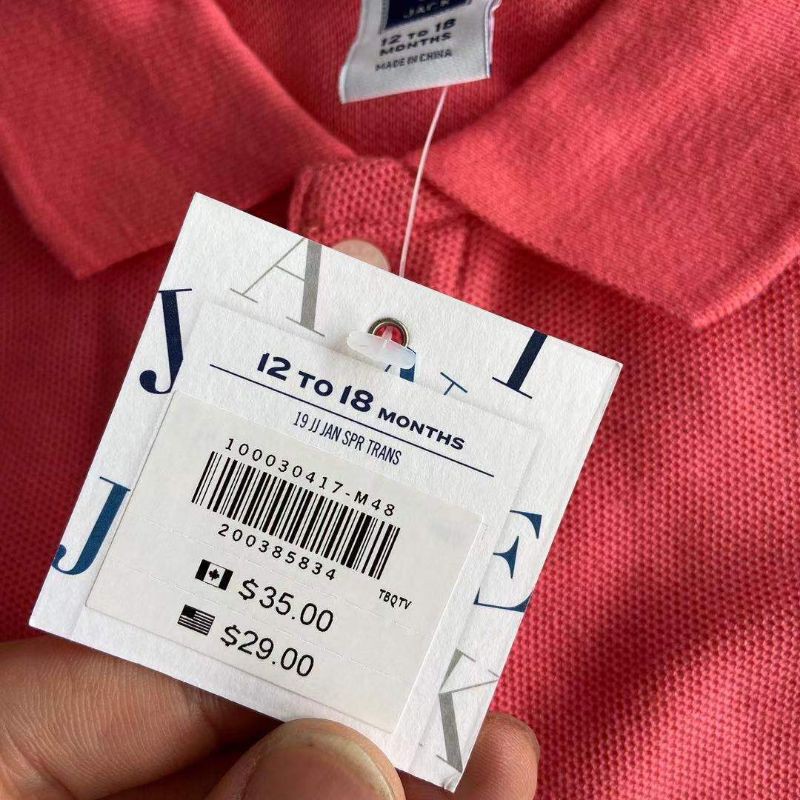 JACK
12 TO 18
MONTHS
MADE IN CHINA
A
J
A
T
I
12 TO 18 MONTHS
19 JJ JAN SPR TRANS
100030417-M48
200385834
TBQTV
$35.00
$29.00
J
E
K